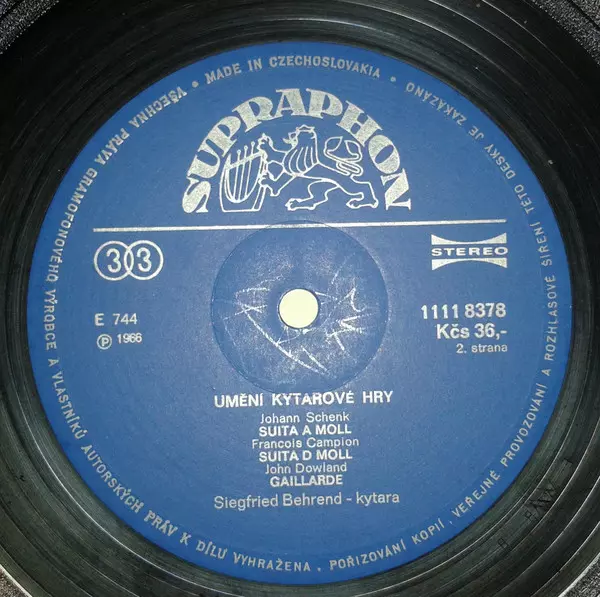 VŠECHNA PRÁVA GRAMOFONOVÉHO VÝROBCE A VLASTNÍKŮ AUTORSKÝCH PRÁV K DÍLU VYHRAŽENA . POŘIZOVÁNÍ KOPIÍ , VEŘEJNÉ PROVOZOVÁNÍ A ROZHLASOVÉ ŠÍŘENÍ TÉTO DESKY JE ZAKÁZÁNO •
MADE IN CZECHOSLOVAKIA •
SUPRAPHON
33
STEREO
E 744
1111 8378
℗ 1966
Kčs 36,-
2. strana
UMĚNÍ KYTAROVÉ HRY
Johann Schenk
SUITA A MOLL
Francois Campion
SUITA D MOLL
John Dowland
GAILLARDE
Siegfried Behrend - kytara